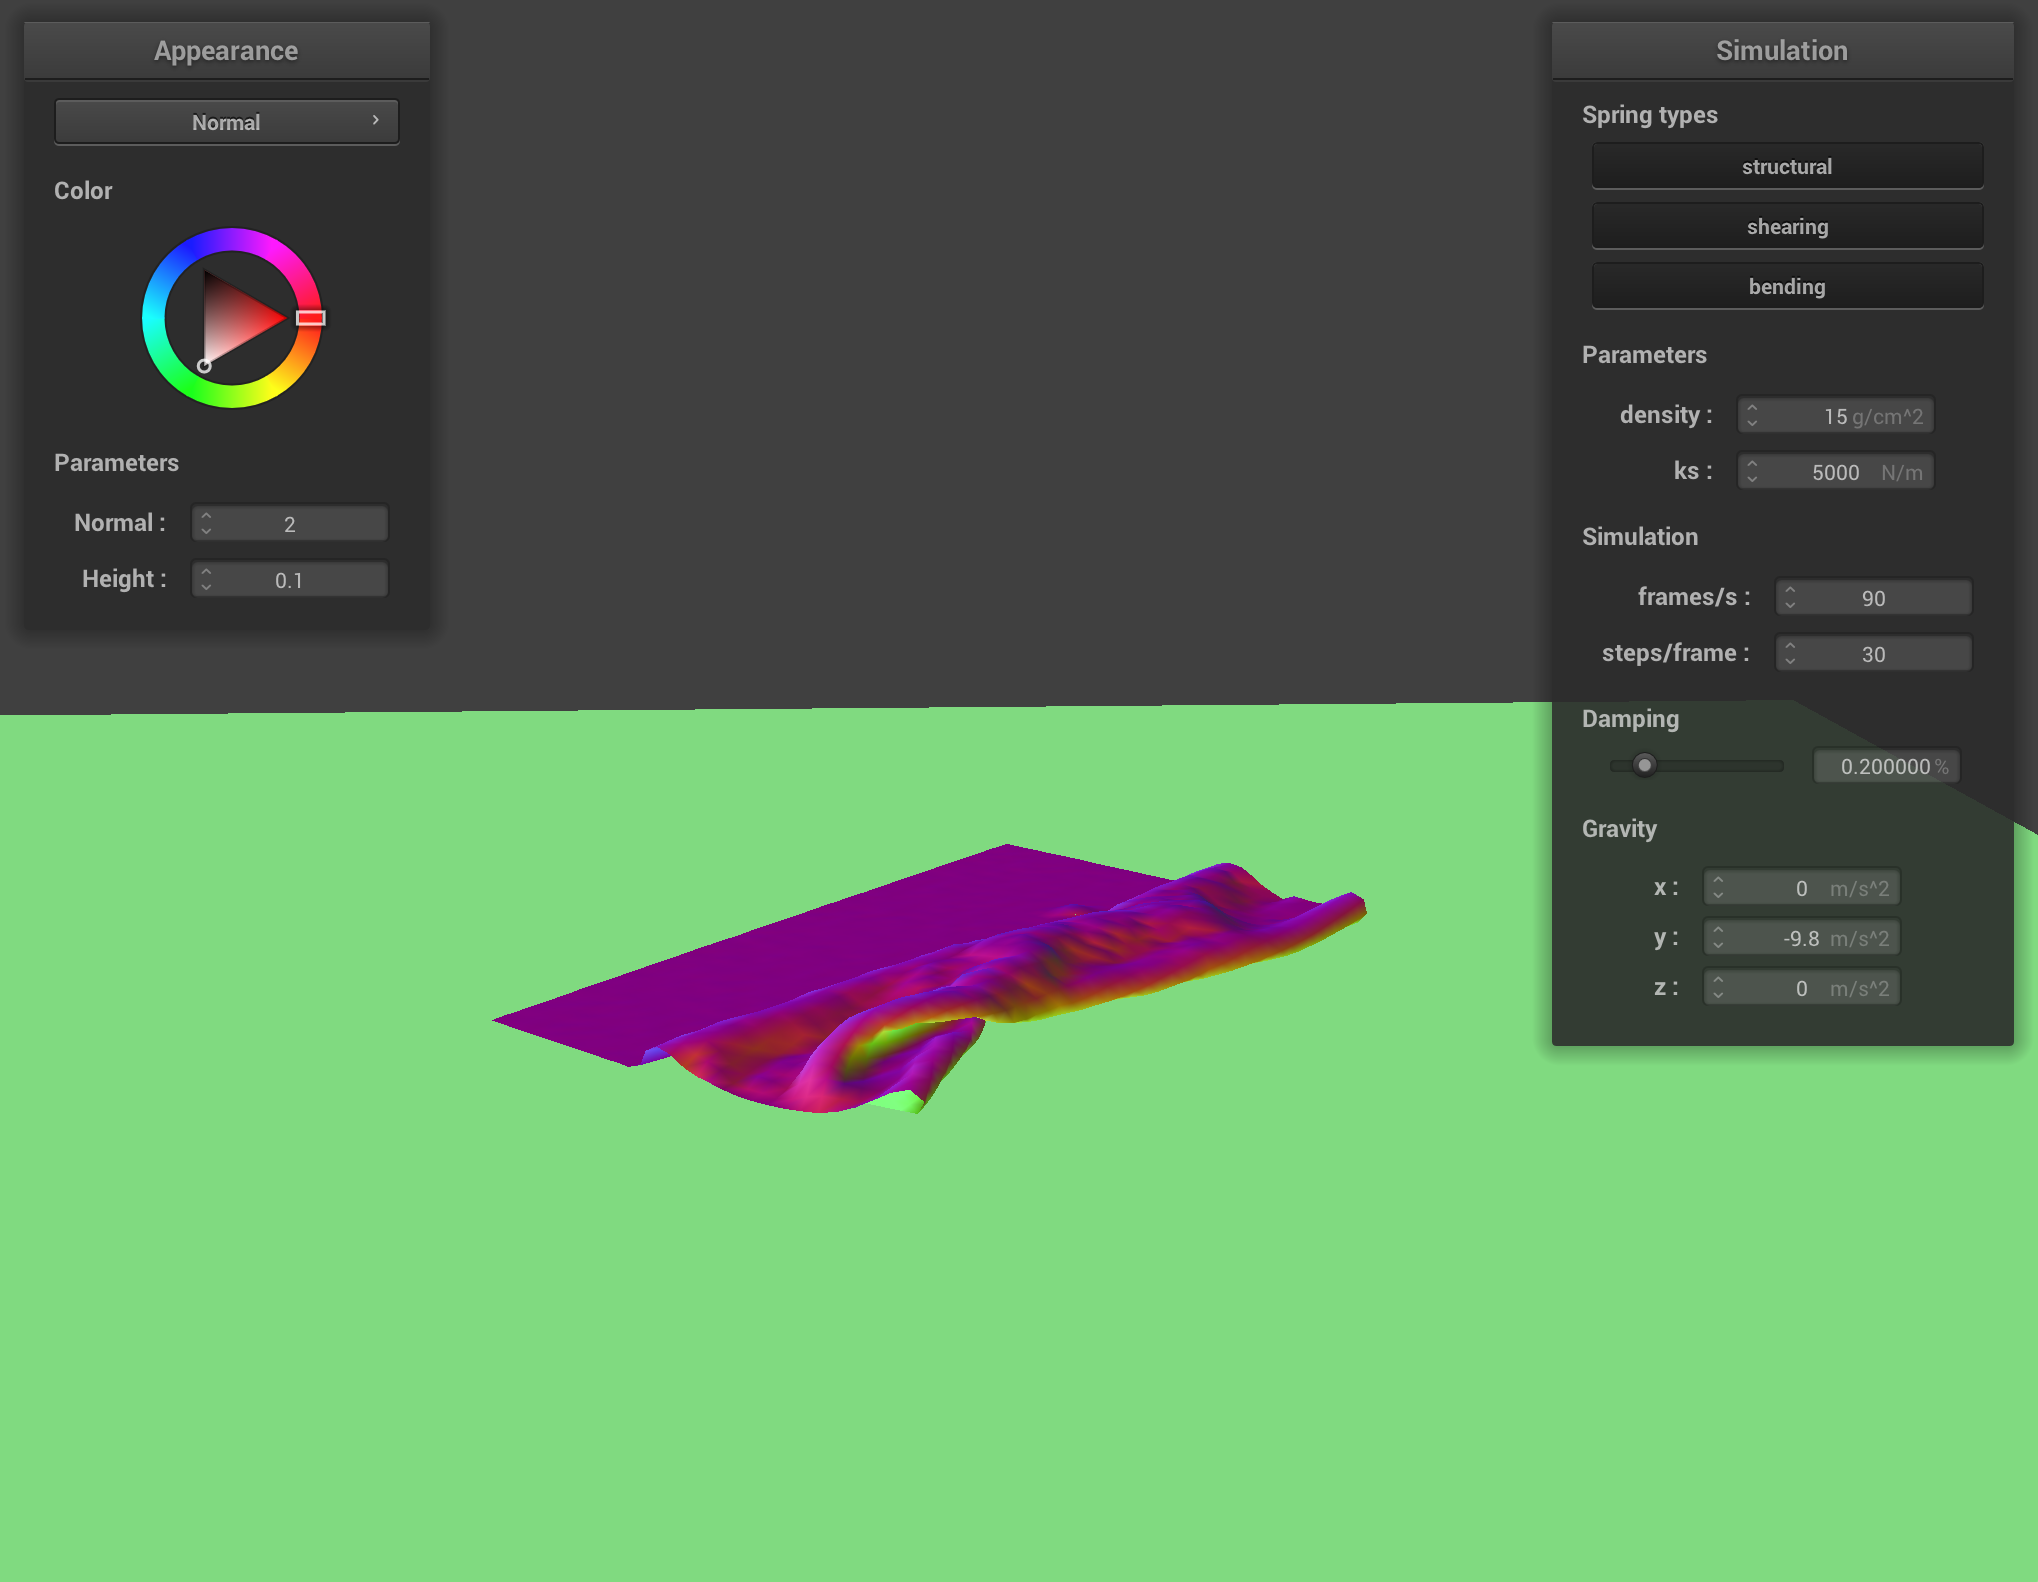 Appearance
Normal
Color
Parameters
Normal : 2
Height : 0.1
Simulation
Spring types
structural
shearing
bending
Parameters
density : 15 g/cm^2
ks : 5000 N/m
Simulation
frames/s : 90
steps/frame : 30
Damping
0.200000 %
Gravity
x : 0 m/s^2
y : -9.8 m/s^2
z : 0 m/s^2